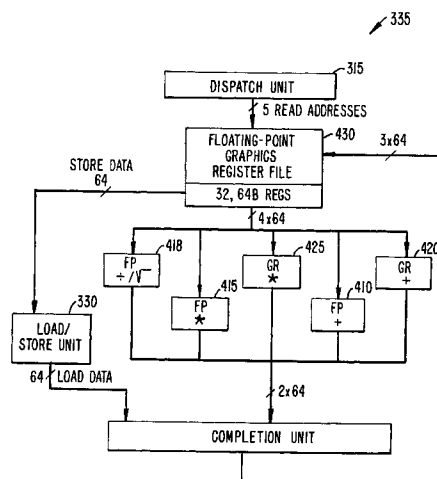 335
315
DISPATCH UNIT
5 READ ADDRESSES
430
FLOATING-POINT
GRAPHICS
REGISTER FILE
3x64
STORE DATA
64
32, 64B REGS
4x64
418
FP
÷ /√‾
415
FP
*
425
GR
*
410
FP
+
420
GR
+
330
LOAD/
STORE UNIT
64
LOAD DATA
2x64
COMPLETION UNIT